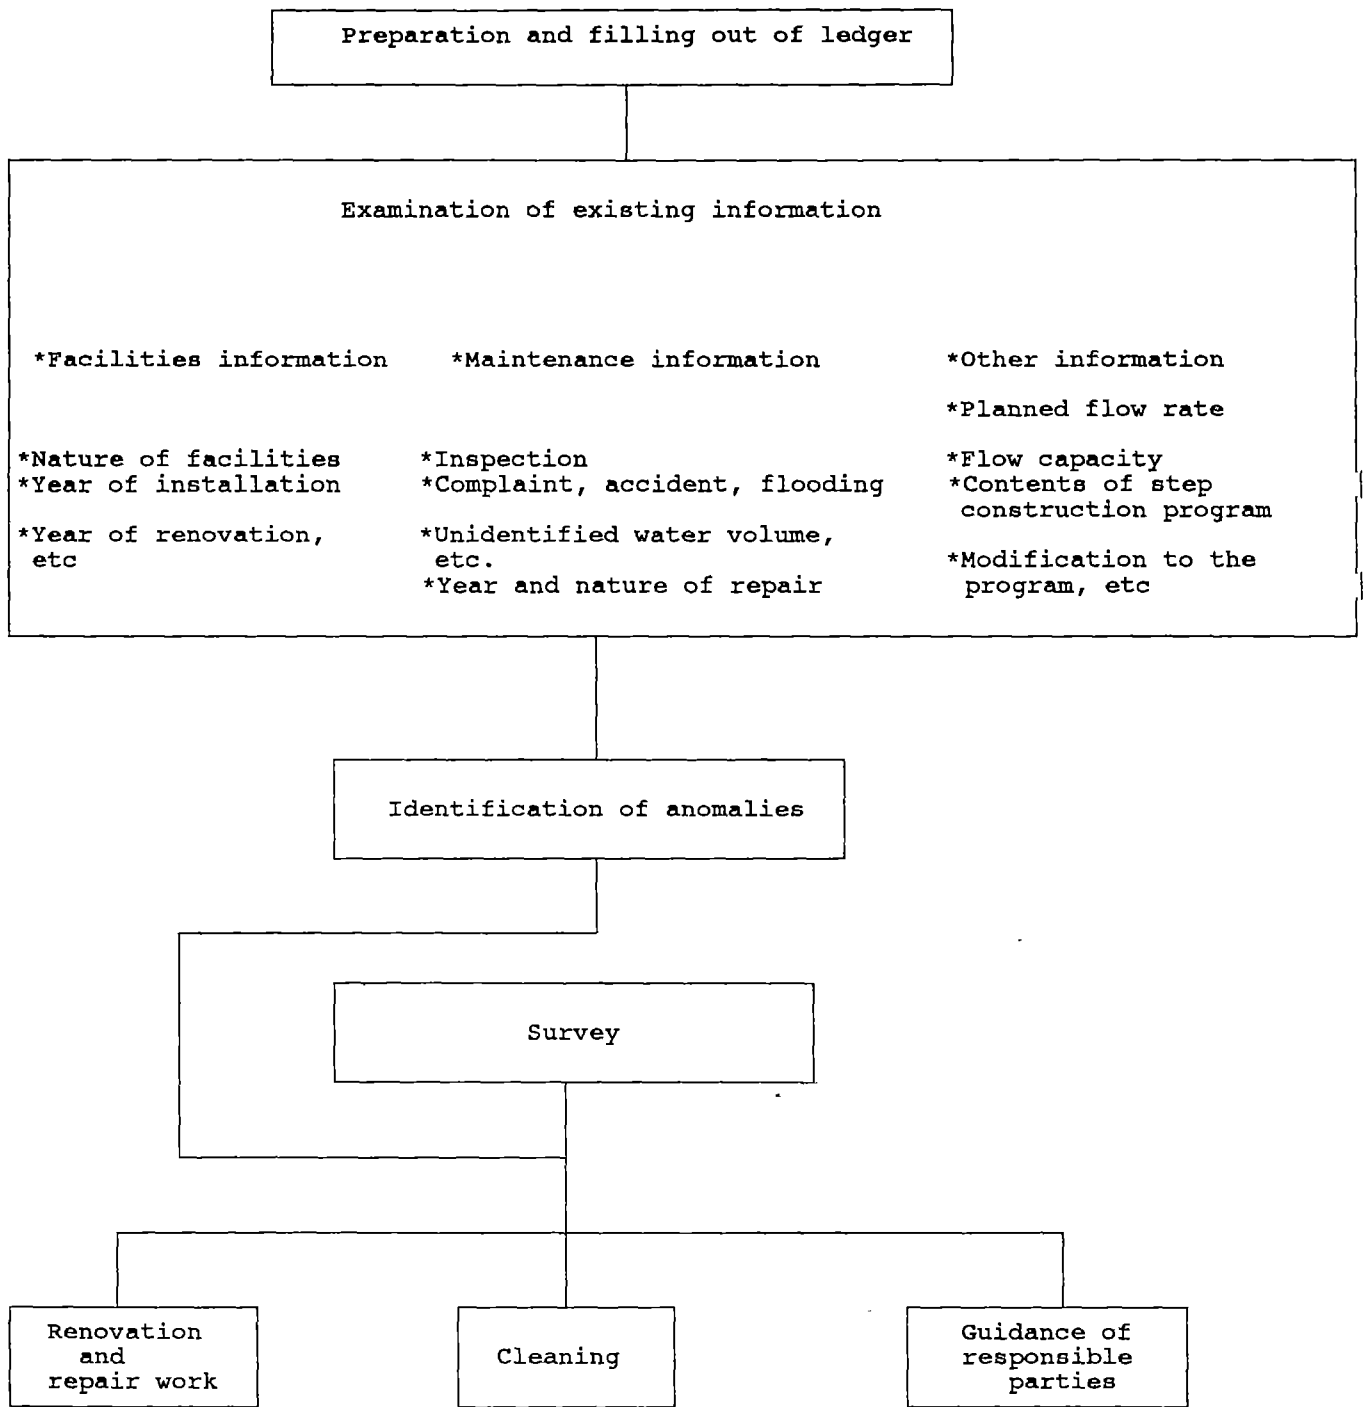 Preparation and filling out of ledger
Examination of existing information
*Facilities information
*Nature of facilities
*Year of installation
*Year of renovation,
etc
*Maintenance information
*Inspection
*Complaint, accident, flooding
*Unidentified water volume,
etc.
*Year and nature of repair
*Other information
*Planned flow rate
*Flow capacity
*Contents of step
construction program
*Modification to the
program, etc
Identification of anomalies
Survey
Renovation
and
repair work
Cleaning
Guidance of
responsible
parties